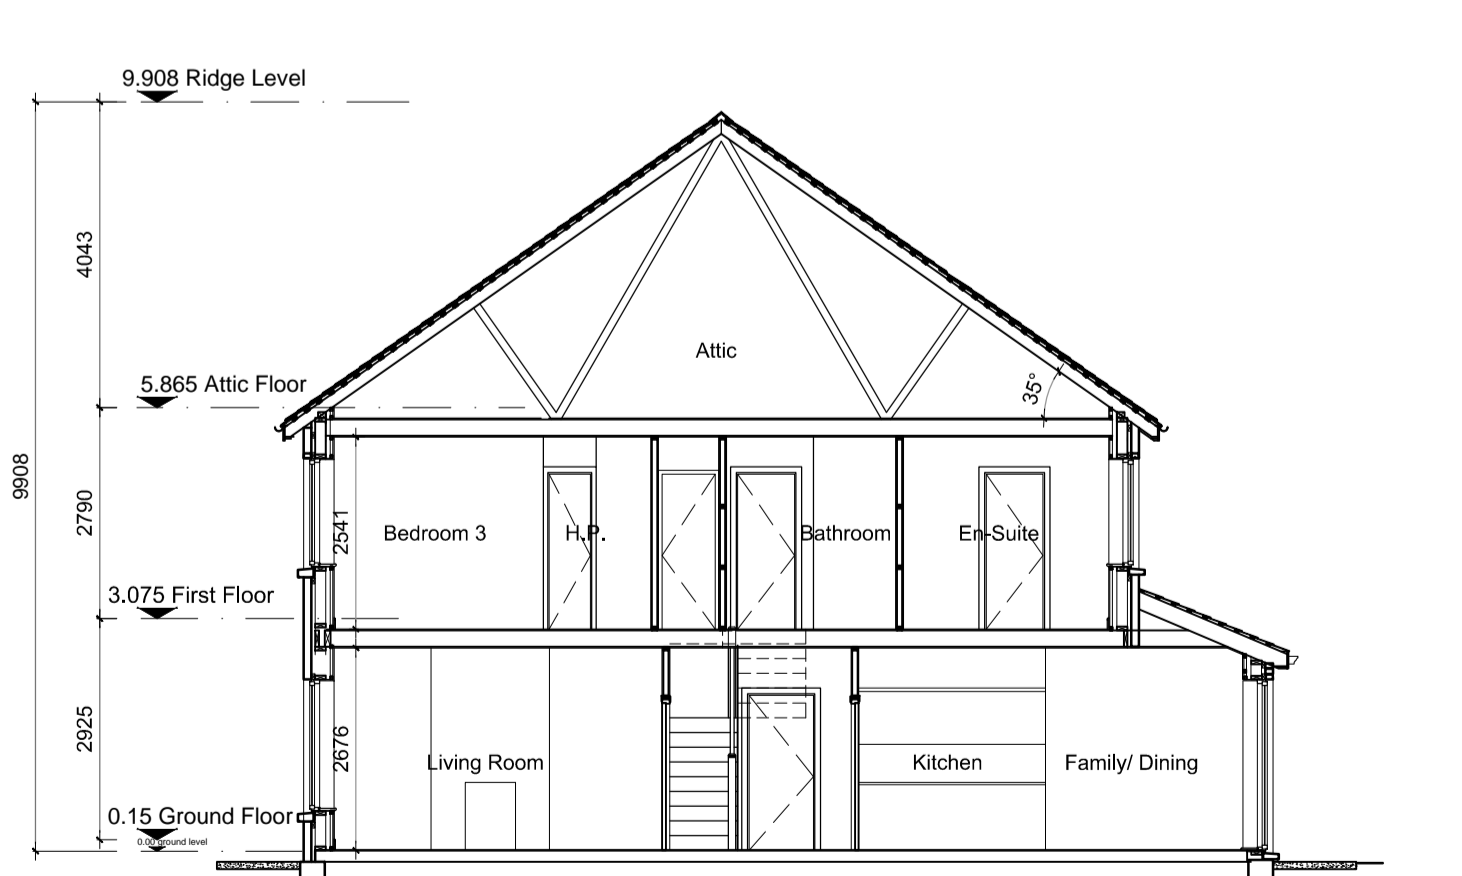 9.908 Ridge Level
4043
Attic
35°
5.865 Attic Floor
9908
2790
2541
Bedroom 3
H.P.
Bathroom
En-Suite
3.075 First Floor
2925
2676
Living Room
Kitchen
Family/ Dining
0.15 Ground Floor
0.00 ground level